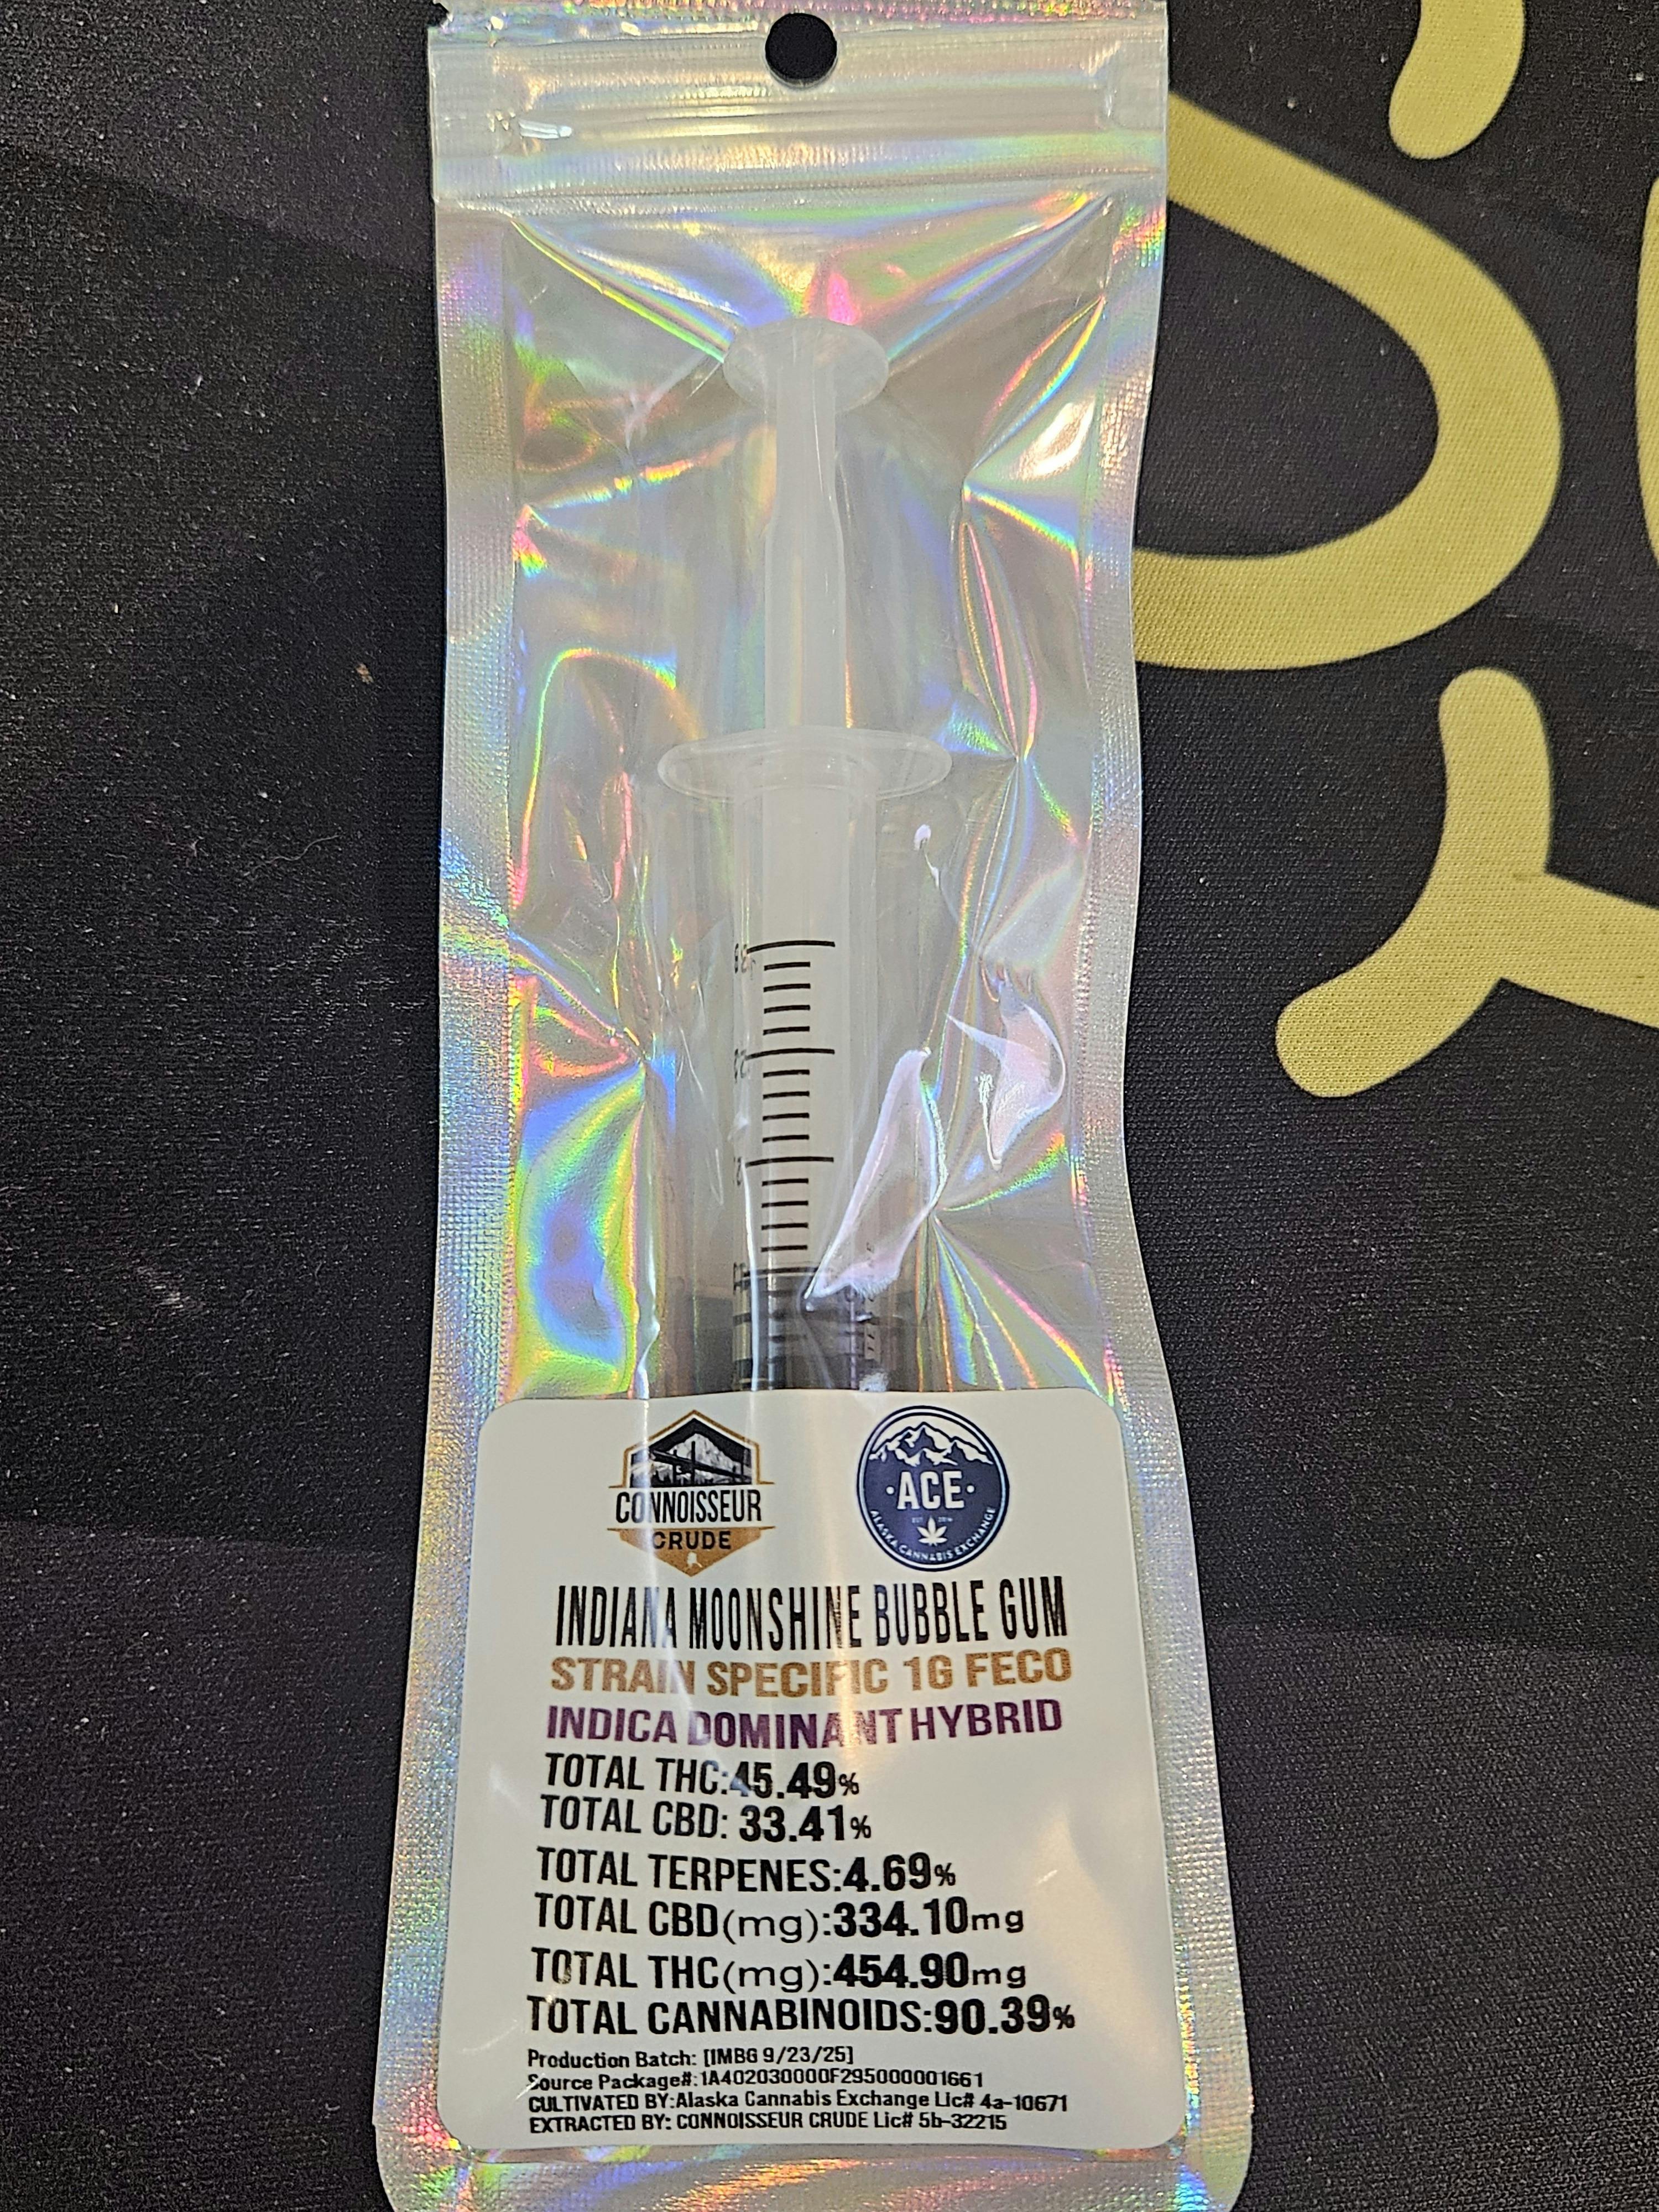 CONNOISSEUR
CRUDE
·ACE·
ALASKA CANNABIS EXCHANGE
INDIANA MOONSHINE BUBBLE GUM
STRAIN SPECIFIC 1G FECO
INDICA DOMINANT HYBRID
TOTAL THC:45.49%
TOTAL CBD: 33.41%
TOTAL TERPENES:4.69%
TOTAL CBD(mg):334.10mg
TOTAL THC(mg):454.90mg
TOTAL CANNABINOIDS:90.39%
Production Batch: [IMBG 9/23/25]
Source Package#:1A402030000F295000001661
CULTIVATED BY:Alaska Cannabis Exchange Lic# 4a-10671
EXTRACTED BY: CONNOISSEUR CRUDE Lic# 5b-32215